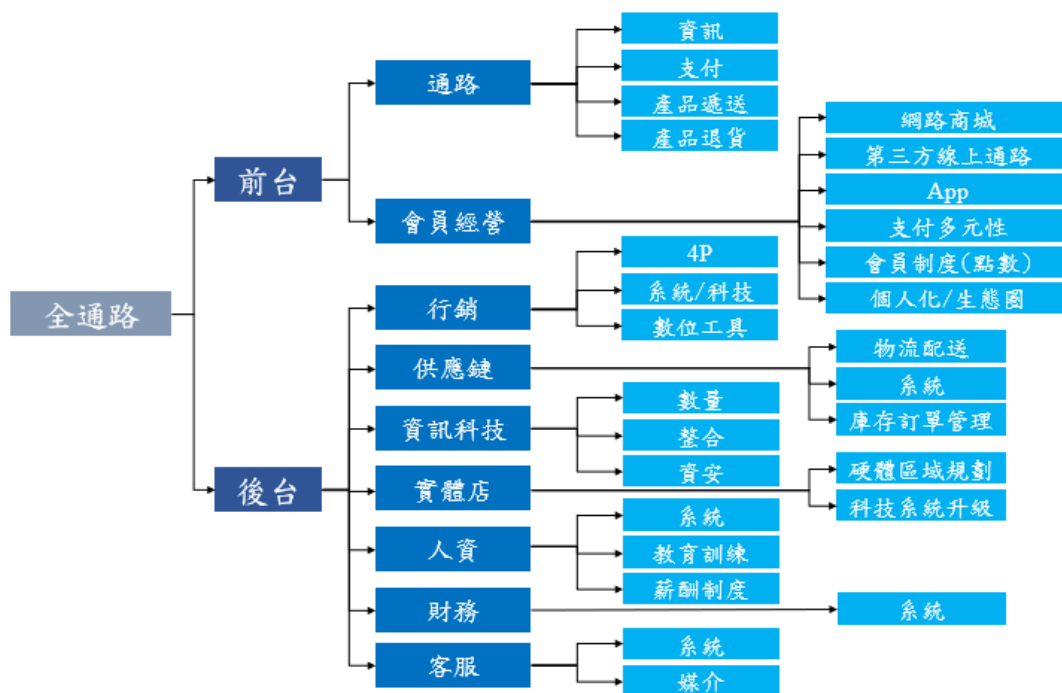 全通路
前台
通路
資訊
支付
產品遞送
產品退貨
會員經營
網路商城
第三方線上通路
App
支付多元性
會員制度(點數)
個人化/生態圈
後台
行銷
4P
系統/科技
數位工具
供應鍵
物流配送
系統
庫存訂單管理
資訊科技
數量
整合
資安
實體店
硬體區域規劃
科技系統升級
人資
系統
教育訓練
薪酬制度
財務
系統
客服
系統
媒介